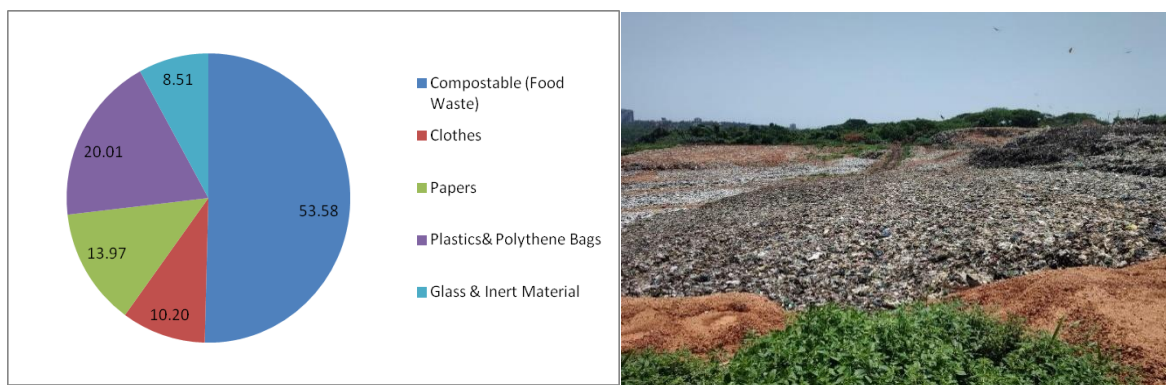 8.51
20.01
53.58
13.97
10.20
Compostable (Food
Waste)
Clothes
Papers
Plastics& Polythene Bags
Glass & Inert Material